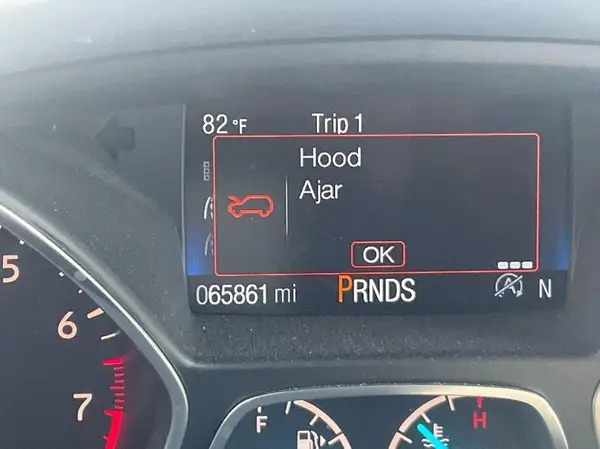 82 °F Trip 1
Hood
Ajar
OK
065861 mi PRNDS A N
5
6
7
F H